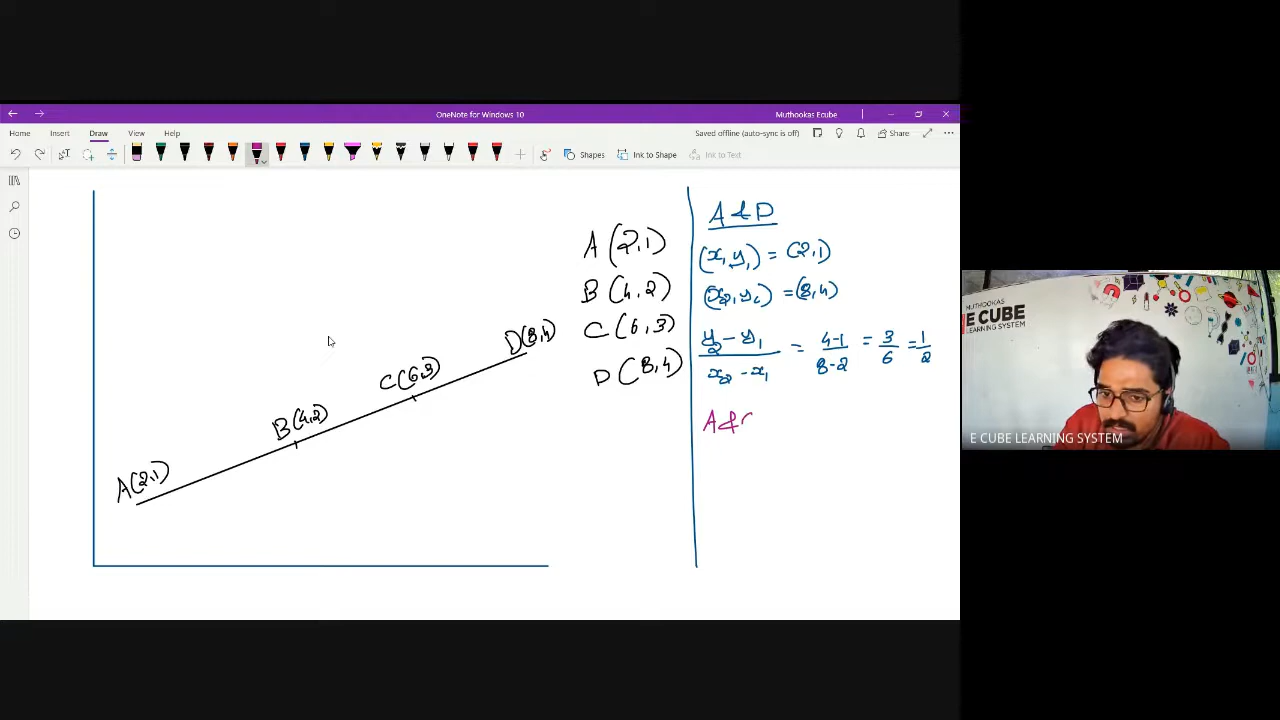 OneNote for Windows 10
Muthookas Ecube
Home Insert Draw View Help
Saved offline (auto-sync is off)
Share
Shapes
Ink to Shape
Ink to Text
A(2,1)
B(4,2)
C(6,3)
D(8,4)
A (2,1)
B (4,2)
C (6,3)
D (8,4)
A & D
(x1, y1) = (2,1)
(x2, y2) = (8,4)
y2 - y1 / x2 - x1 = 4-1 / 8-2 = 3/6 = 1/2
A &
MUTHOOKAS
E CUBE
LEARNING SYSTEM
E CUBE LEARNING SYSTEM